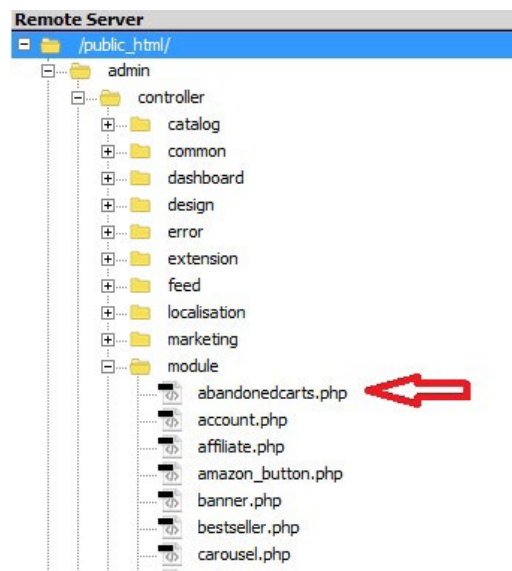 Remote Server
/public_html/
admin
controller
catalog
common
dashboard
design
error
extension
feed
localisation
marketing
module
abandonedcarts.php
account.php
affiliate.php
amazon_button.php
banner.php
bestseller.php
carousel.php